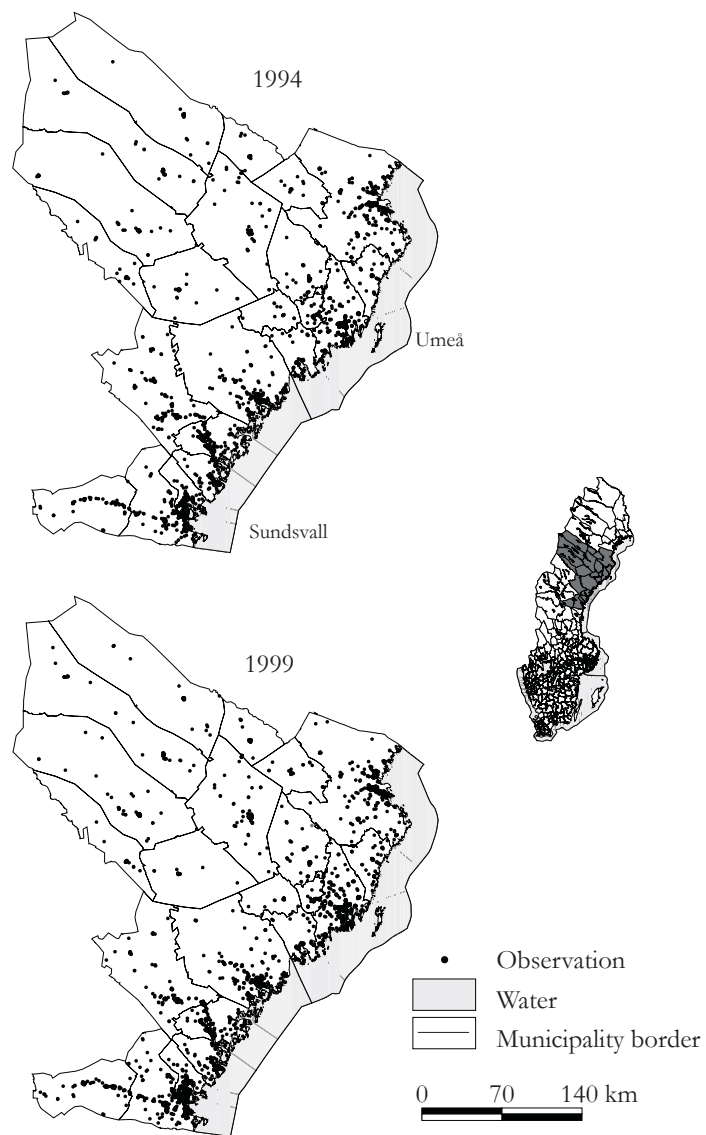 1994
Umeå
Sundsvall
1999
Observation
Water
Municipality border
0 70 140 km